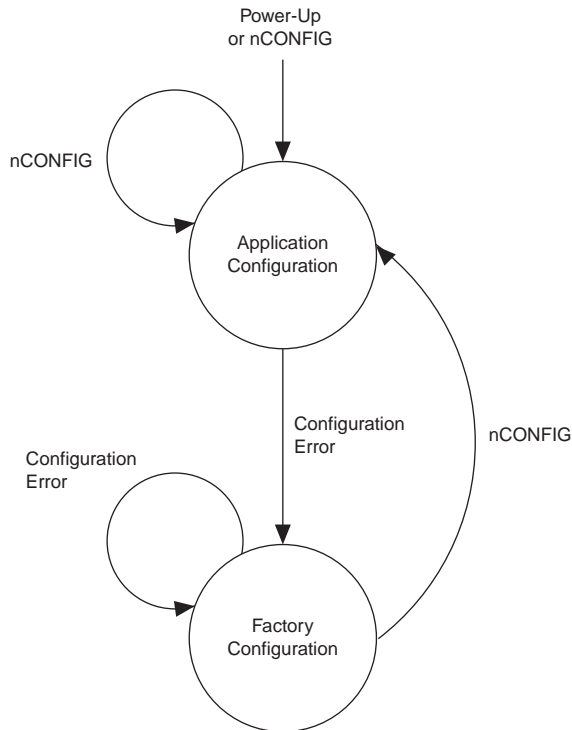 Power-Up
or nCONFIG
nCONFIG
Application
Configuration
Configuration
Error
nCONFIG
Configuration
Error
Factory
Configuration